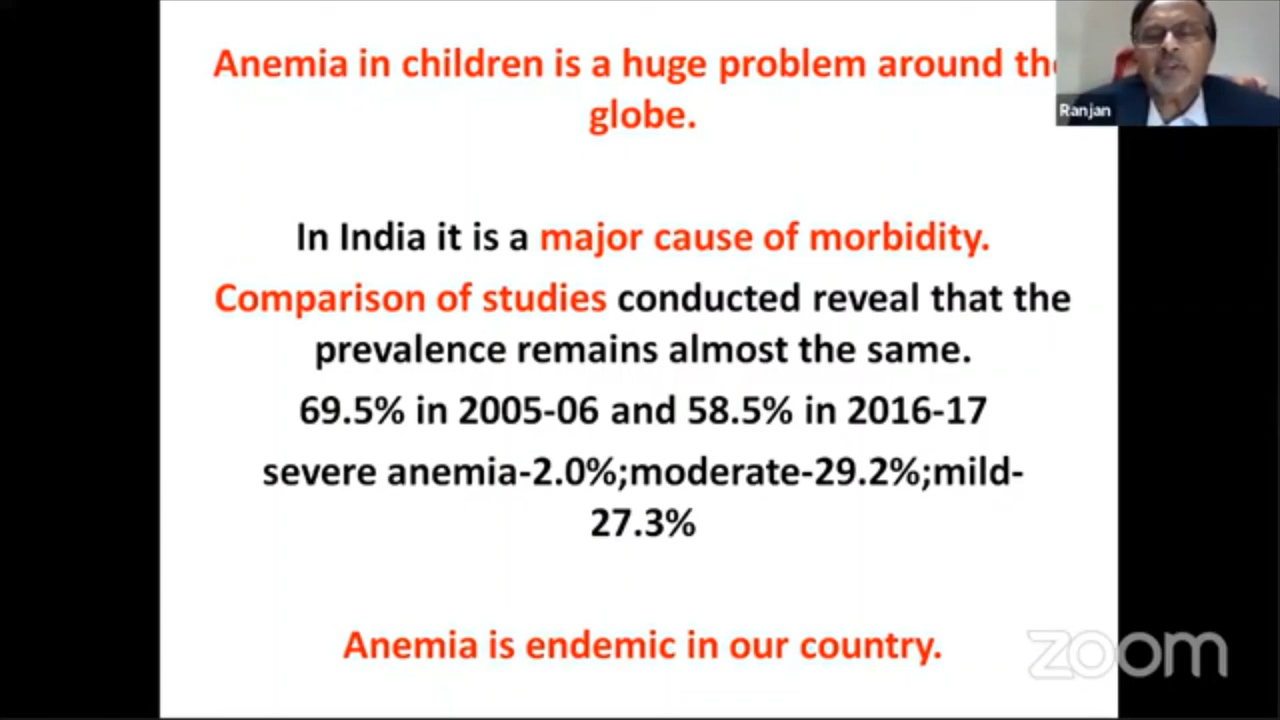 Anemia in children is a huge problem around the
globe.
Ranjan
In India it is a major cause of morbidity.
Comparison of studies conducted reveal that the
prevalence remains almost the same.
69.5% in 2005-06 and 58.5% in 2016-17
severe anemia-2.0%;moderate-29.2%;mild-
27.3%
Anemia is endemic in our country.
zoom